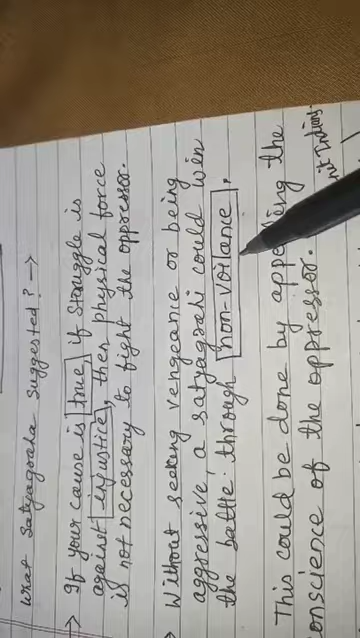 What Satyagraha suggested? →
→ If your cause is true, if struggle is
against injustice, then physical force
is not necessary to fight the oppressor.
→ Without seeking vengeance or being
aggressive, a satyagrahi could win
the battle through non-voilance.
This could be done by appealing the
conscience of the oppressor.